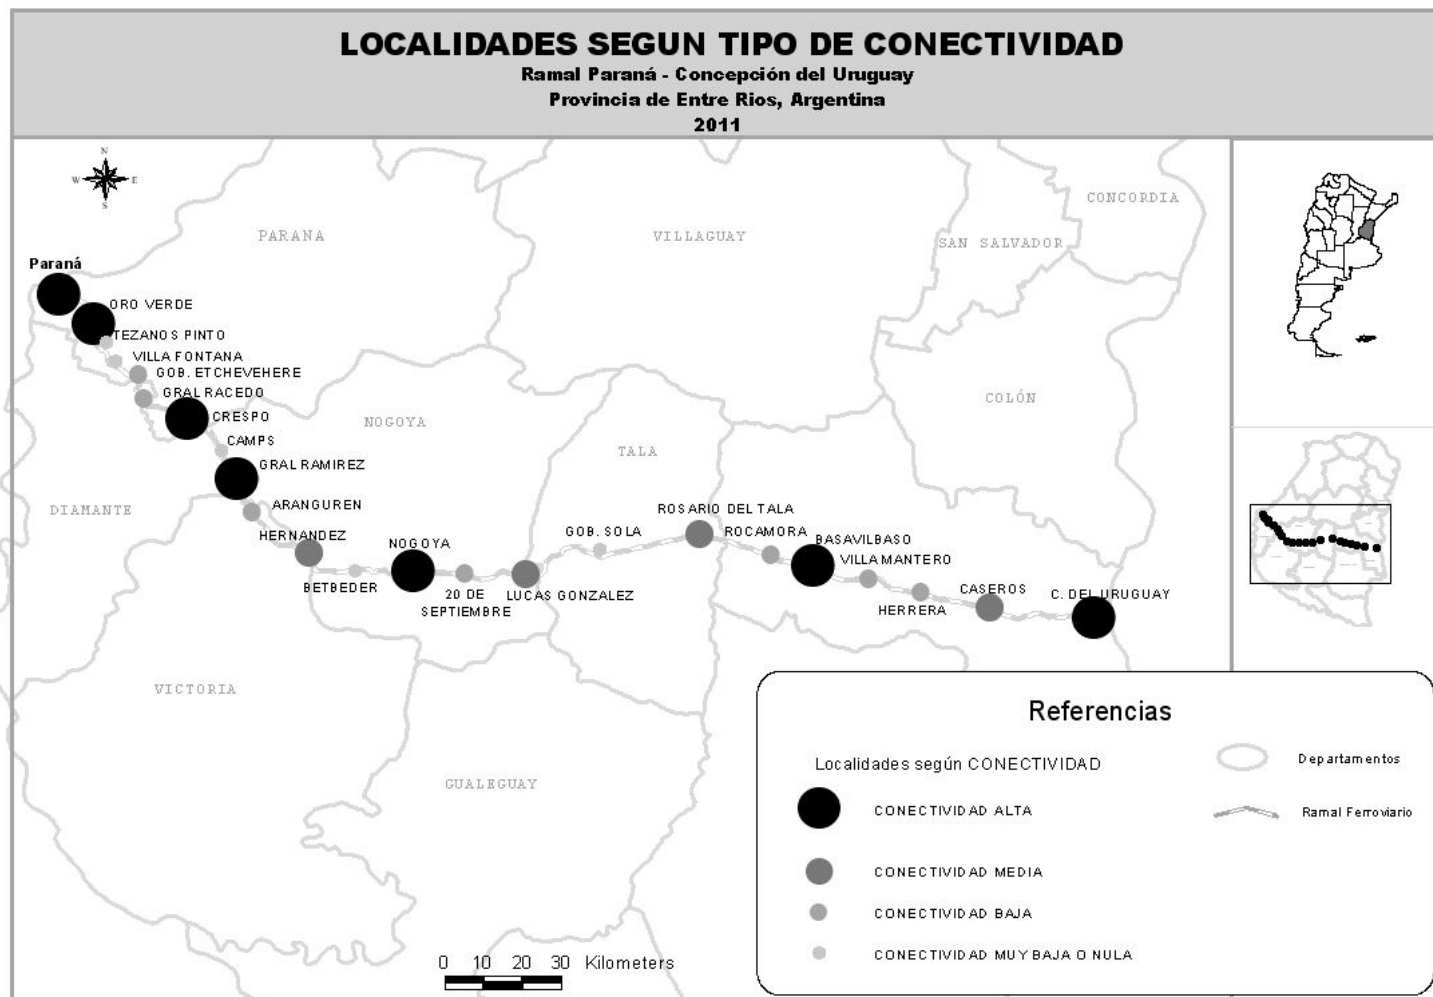 LOCALIDADES SEGUN TIPO DE CONECTIVIDAD
Ramal Paraná - Concepción del Uruguay
Provincia de Entre Rios, Argentina
2011
N
W
E
S
CONCORDIA
PARANA
VILLAGUAY
SAN SALVADOR
Paraná
ORO VERDE
TEZANOS PINTO
VILLA FONTANA
GOB. ETCHEVEHERE
GRAL RACEDO
CRESPO
COLÓN
NOGOYA
CAMPS
TALA
GRAL RAMIREZ
DIAMANTE
ARANGUREN
ROSARIO DEL TALA
HERNANDEZ
NOGOYA
GOB. SOLA
ROCAMORA
BASAVILBASO
VILLA MANTERO
BETBEDER
20 DE
SEPTIEMBRE
LUCAS GONZALEZ
HERRERA
CASEROS
C. DEL URUGUAY
VICTORIA
GUALEGUAY
Referencias
Localidades según CONECTIVIDAD
Departamentos
CONECTIVIDAD ALTA
Ramal Ferroviario
CONECTIVIDAD MEDIA
CONECTIVIDAD BAJA
CONECTIVIDAD MUY BAJA O NULA
0 10 20 30 Kilometers